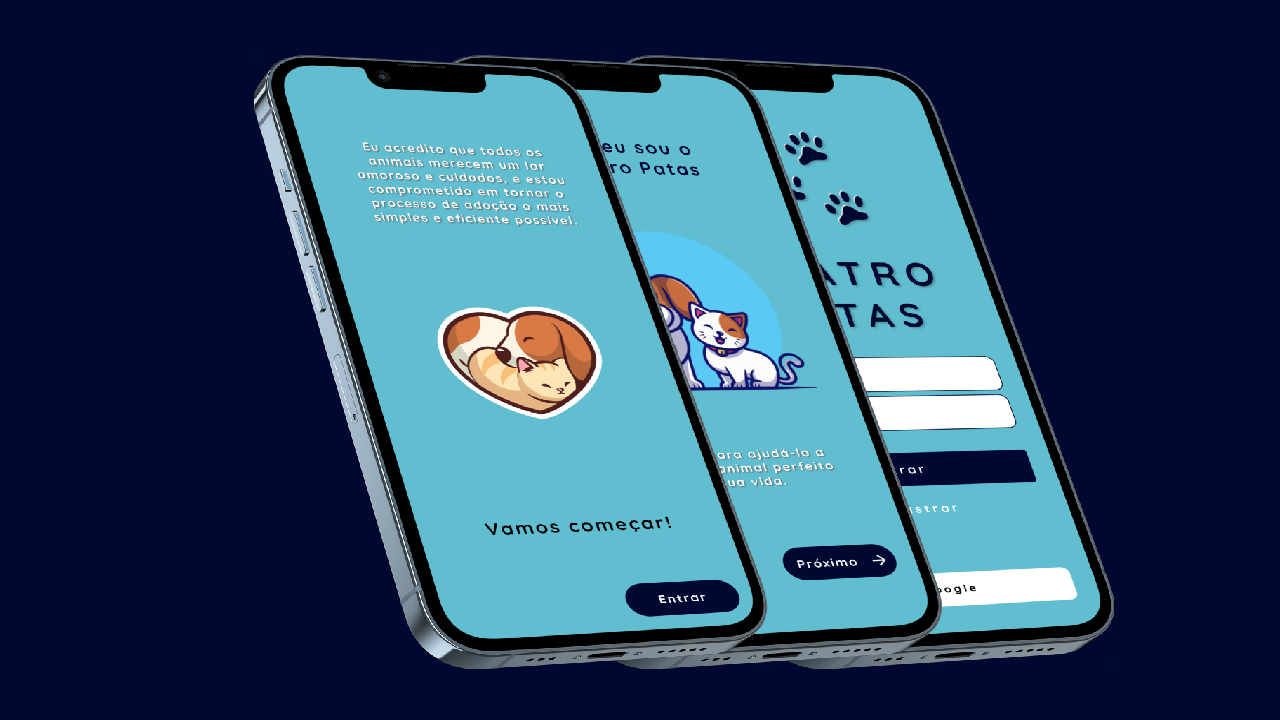 Eu acredito que todos os
animais merecem um lar
amoroso e cuidados, e estou
comprometido em tornar o
processo de adoção o mais
simples e eficiente possível.
Vamos começar!
Entrar
eu sou o
ro Patas
ara ajudá-lo a
animal perfeito
ua vida.
Próximo
ATRO
TAS
rar
istrar
oogle